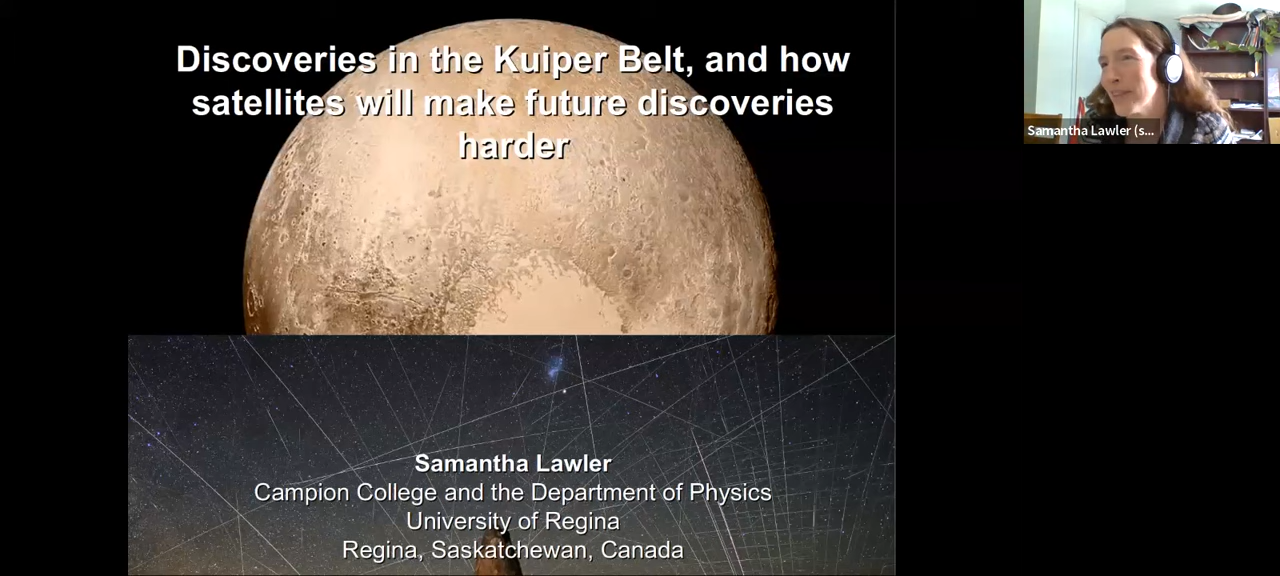 Discoveries in the Kuiper Belt, and how
satellites will make future discoveries
harder
Samantha Lawler (s...
Samantha Lawler
Campion College and the Department of Physics
University of Regina
Regina, Saskatchewan, Canada